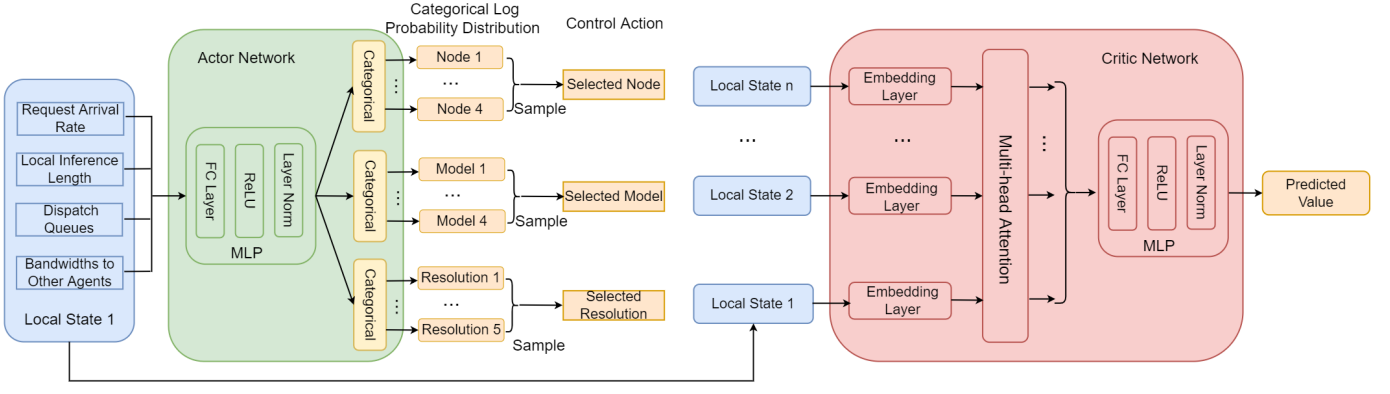 Request Arrival
Rate
Local Inference
Length
Dispatch
Queues
Bandwidths to
Other Agents
Local State 1
Actor Network
FC Layer
ReLU
Layer Norm
MLP
Categorical
Categorical
Categorical
Categorical Log
Probability Distribution
Node 1
...
Node 4
Sample
Model 1
...
Model 4
Sample
Resolution 1
...
Resolution 5
Sample
Control Action
Selected Node
Selected Model
Selected
Resolution
Local State n
...
Local State 2
Local State 1
Critic Network
Embedding
Layer
...
Embedding
Layer
Embedding
Layer
Multi-head Attention
...
FC Layer
ReLU
Layer Norm
MLP
Predicted
Value